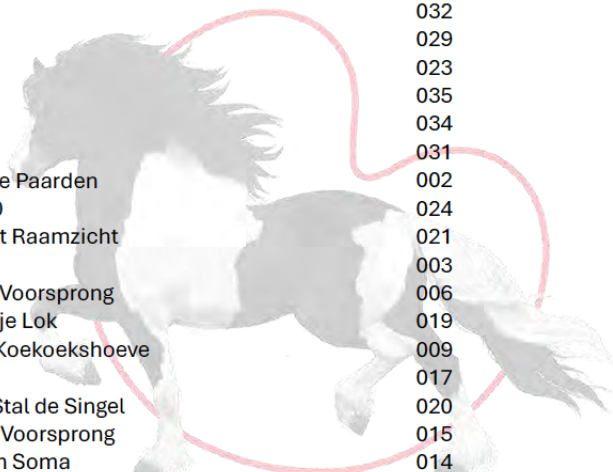 032
029
023
035
034
031
e Paarden 002
024
t Raamzicht 021
003
Voorsprong 006
je Lok 019
Koekoekshoeve 009
017
Stal de Singel 020
Voorsprong 015
Soma 014